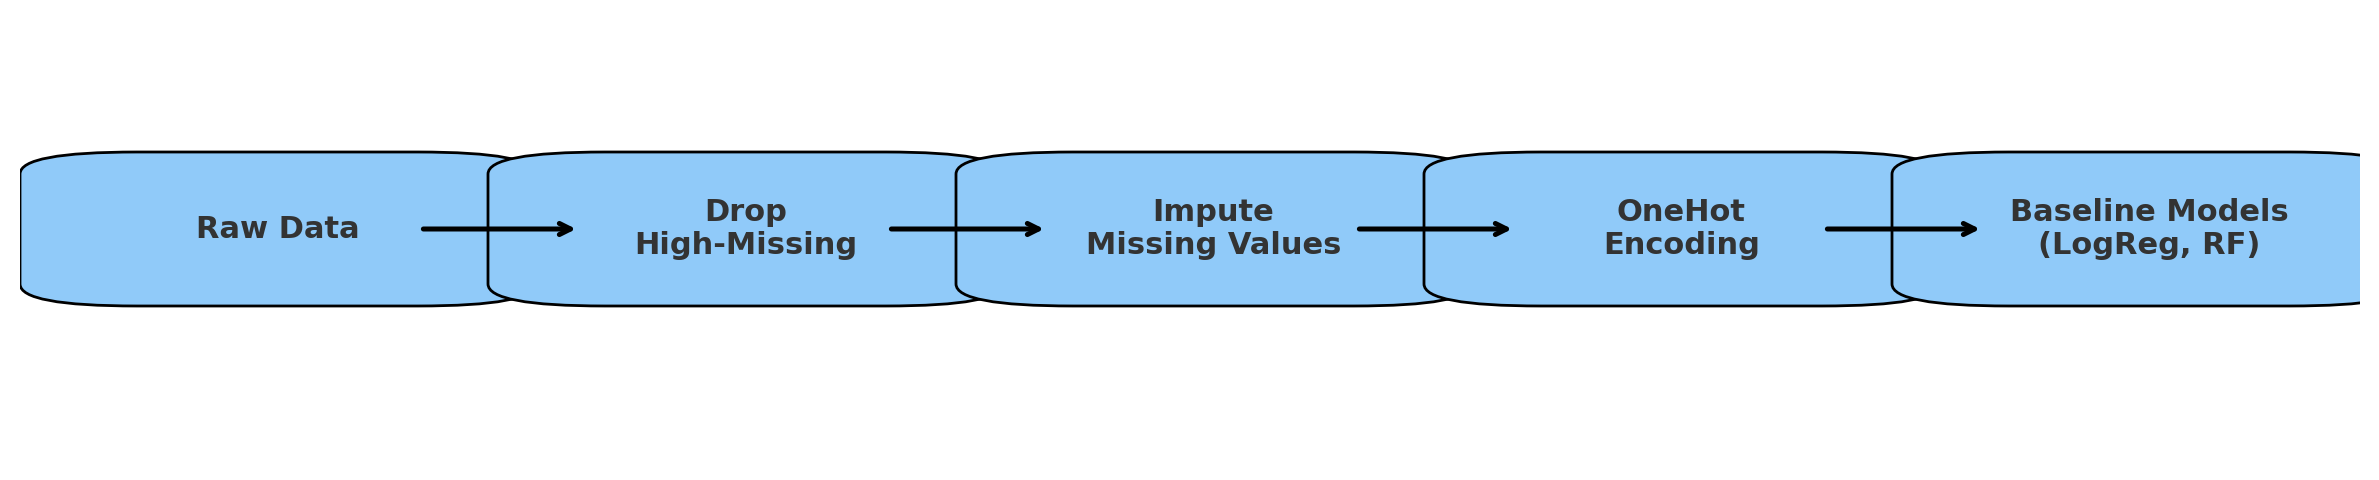 Raw Data
Drop
High-Missing
Impute
Missing Values
OneHot
Encoding
Baseline Models
(LogReg, RF)